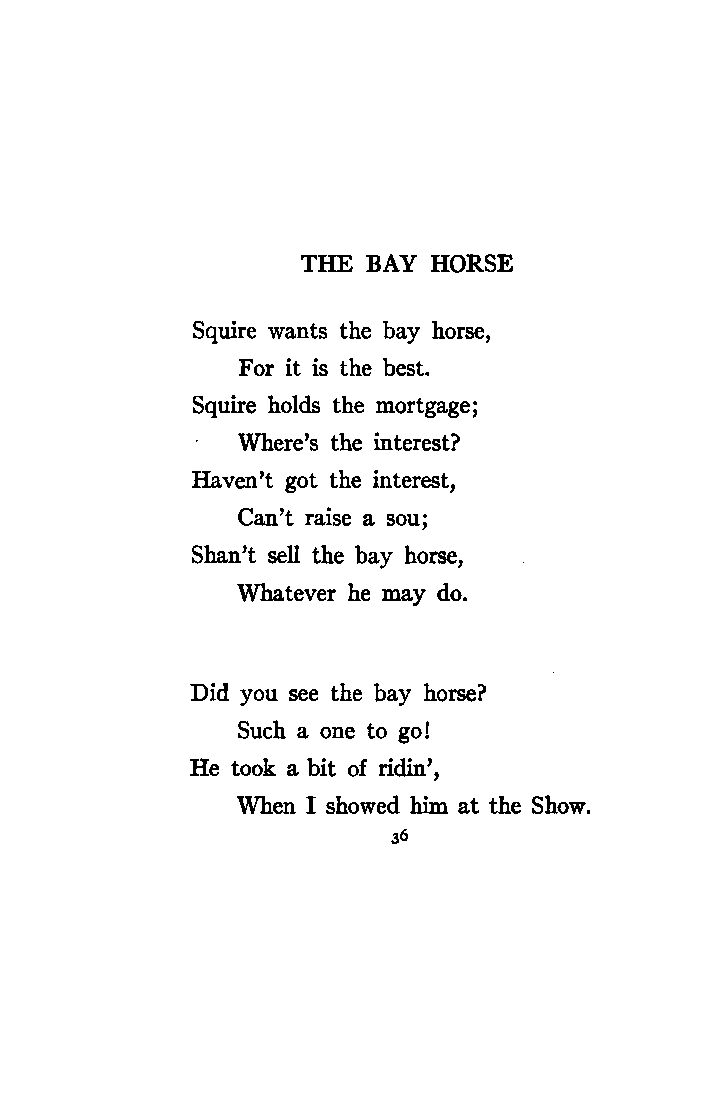 THE BAY HORSE
Squire wants the bay horse,
For it is the best.
Squire holds the mortgage;
Where's the interest?
Haven't got the interest,
Can't raise a sou;
Shan't sell the bay horse,
Whatever he may do.
Did you see the bay horse?
Such a one to go!
He took a bit of ridin',
When I showed him at the Show.
36